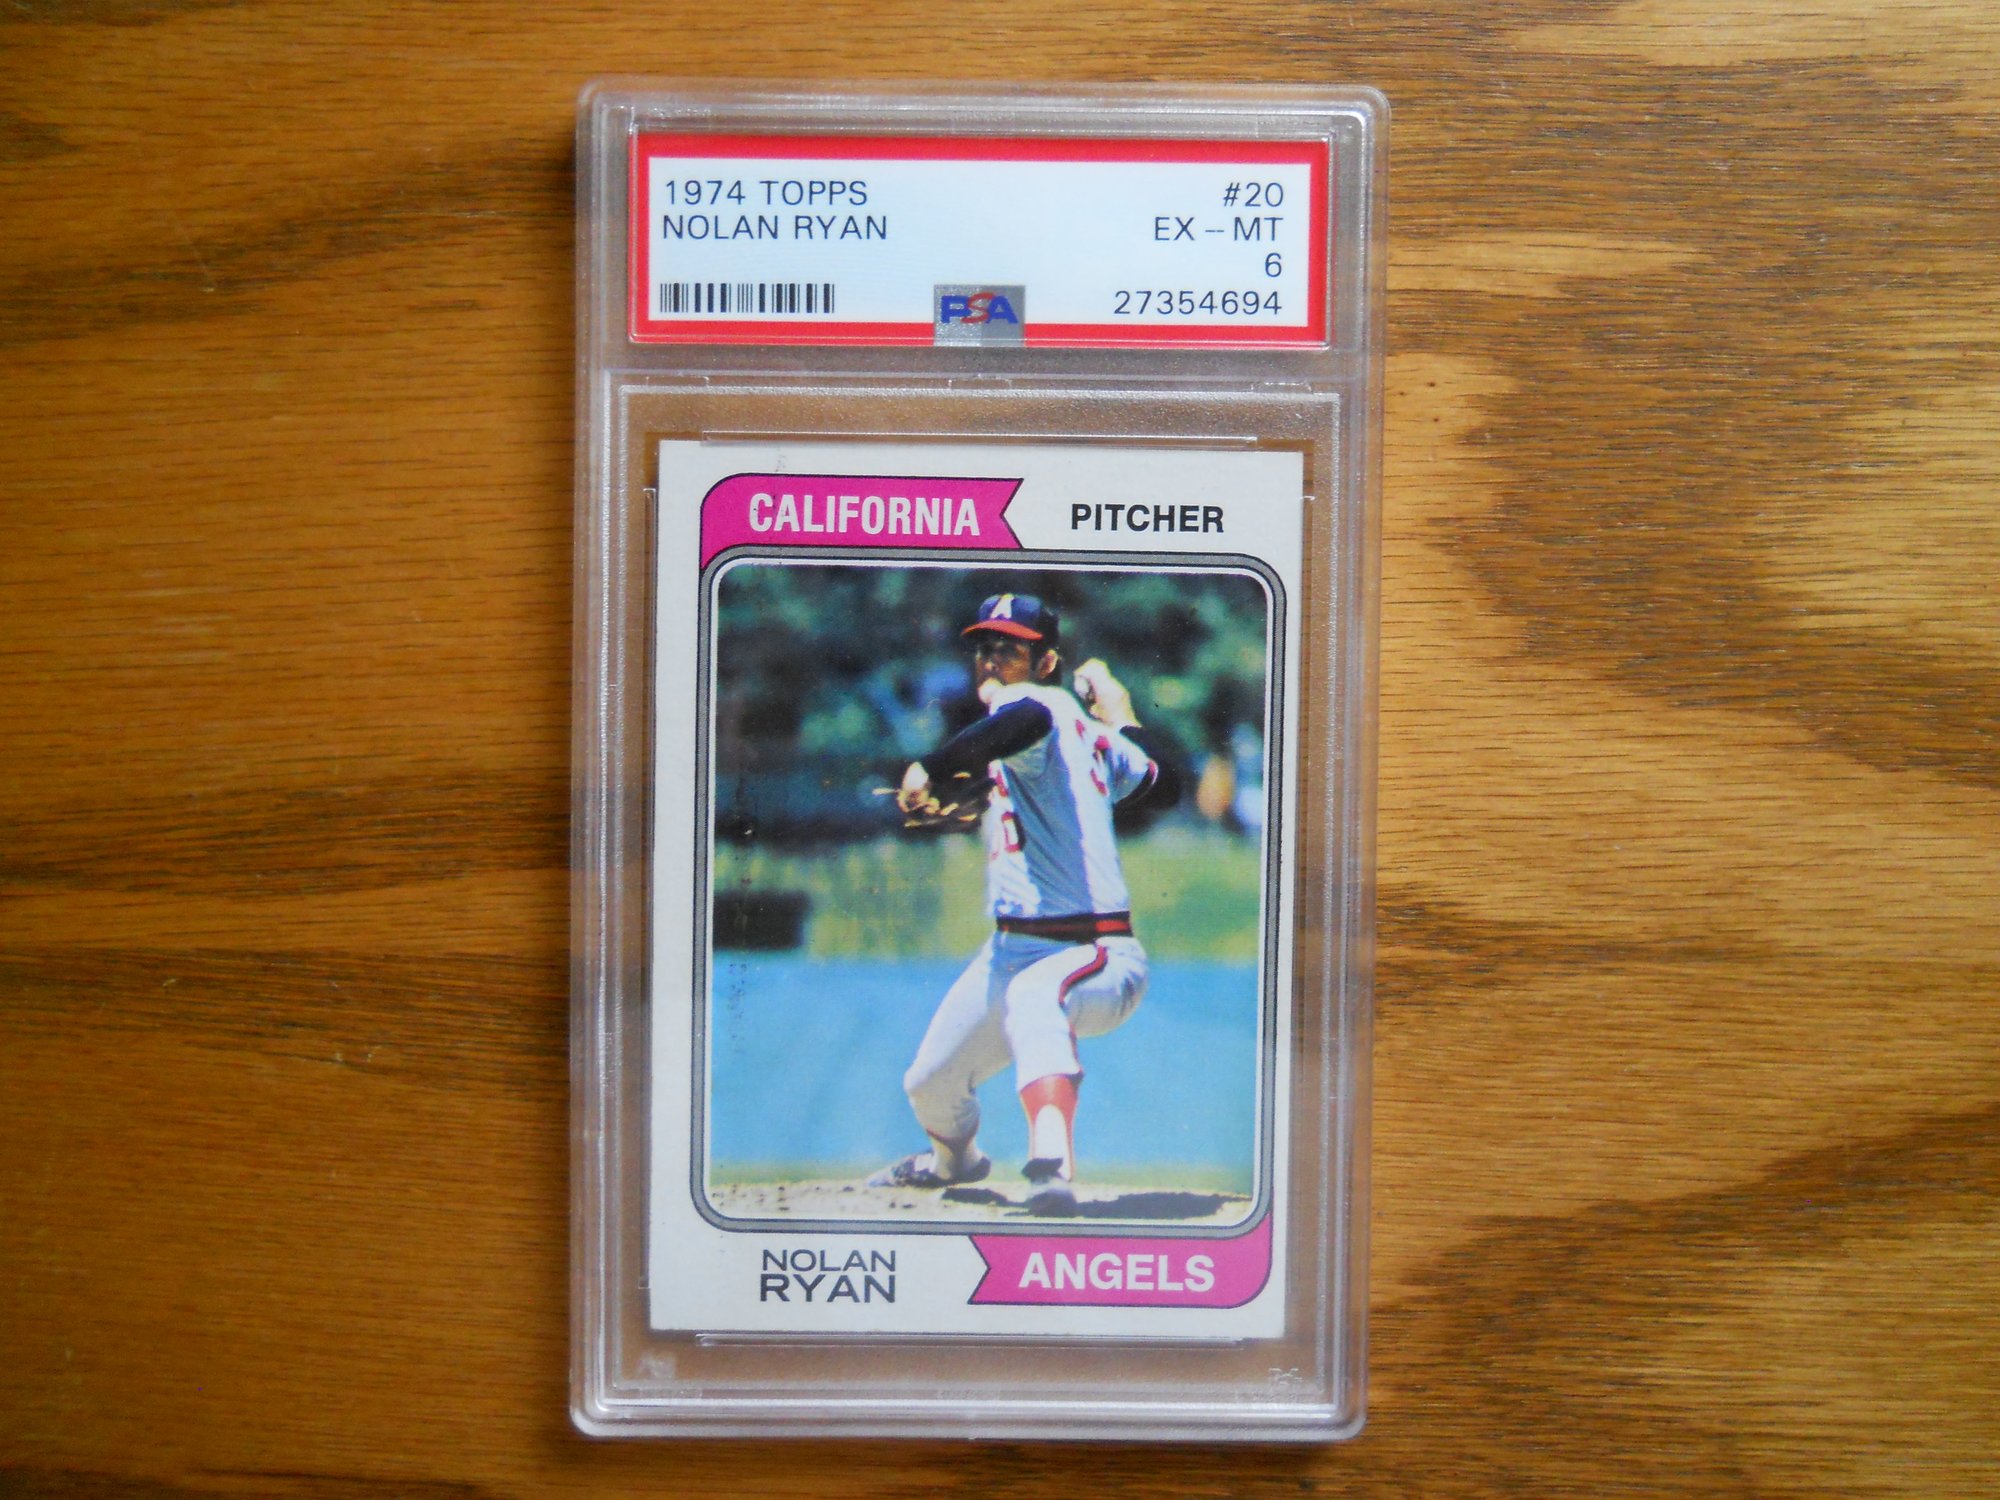 1974 TOPPS #20
NOLAN RYAN EX-MT
6
PSA 27354694
CALIFORNIA PITCHER
A
NOLAN
RYAN
ANGELS